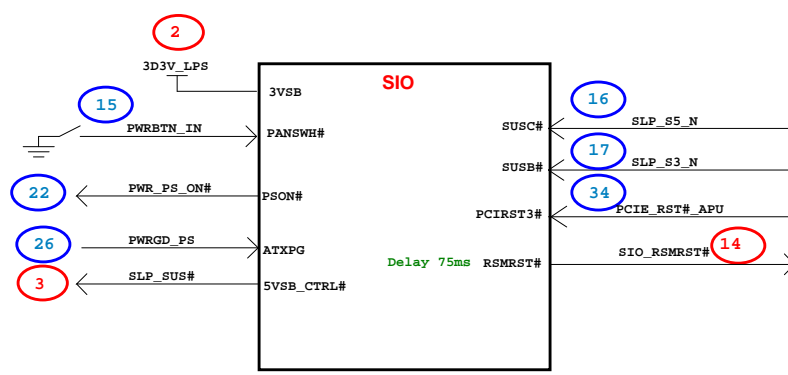 2
3D3V_LPS
SIO
3VSB
15
16
PWRBTN_IN
PANSWH#
SUSC#
SLP_S5_N
17
SUSB#
SLP_S3_N
22
PWR_PS_ON#
PSON#
34
PCIRST3#
PCIE_RST#_APU
26
PWRGD_PS
ATXPG
Delay 75ms
RSMRST#
SIO_RSMRST#
14
3
SLP_SUS#
5VSB_CTRL#